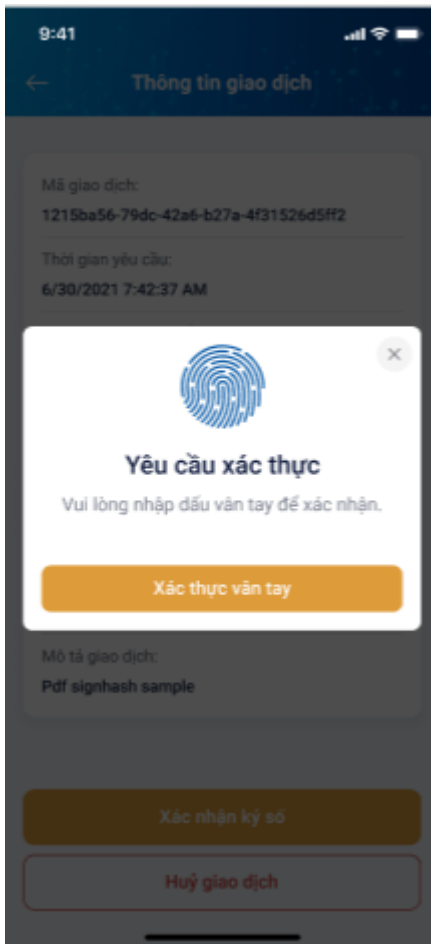 9:41
Thông tin giao dịch
Mã giao dịch:
1215ba56-79dc-42a6-b27a-4f31526d5ff2
Thời gian yêu cầu:
6/30/2021 7:42:37 AM
Yêu cầu xác thực
Vui lòng nhập dấu vân tay để xác nhận.
Xác thực vân tay
Mô tả giao dịch:
Pdf signhash sample
Xác nhận ký số
Huỷ giao dịch